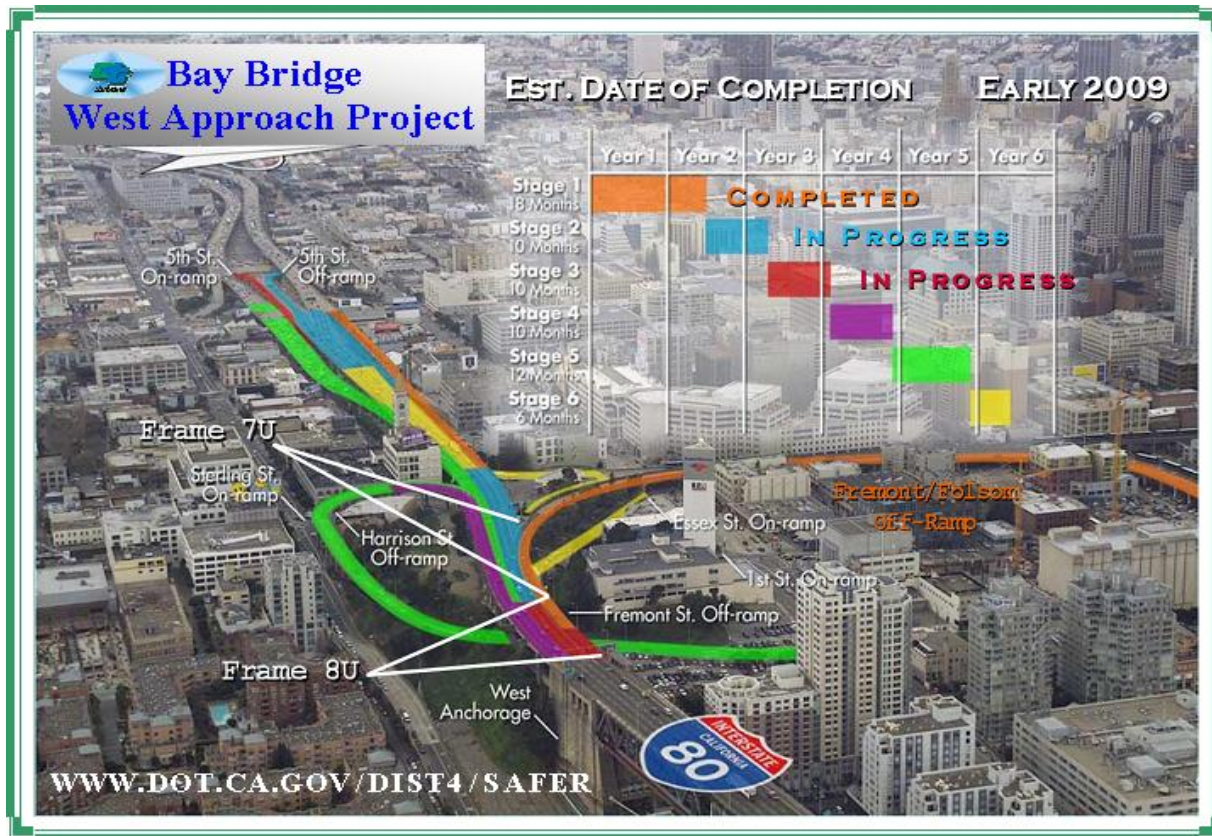 Bay Bridge
West Approach Project
EST. DATE OF COMPLETION EARLY 2009
Year 1 Year 2 Year 3 Year 4 Year 5 Year 6
Stage 1
18 Months
COMPLETED
Stage 2
10 Months
IN PROGRESS
Stage 3
10 Months
IN PROGRESS
Stage 4
10 Months
Stage 5
12 Months
Stage 6
6 Months
5th St.
On-ramp
5th St.
Off-ramp
Frame 7U
Sterling St.
On-ramp
Harrison St.
Off-ramp
Essex St. On-ramp
Fremont/Folsom
Off-Ramp
1st St. On-ramp
Fremont St. Off-ramp
Frame 8U
West
Anchorage
INTERSTATE
CALIFORNIA
80
WWW.DOT.CA.GOV/DIST4/SAFER